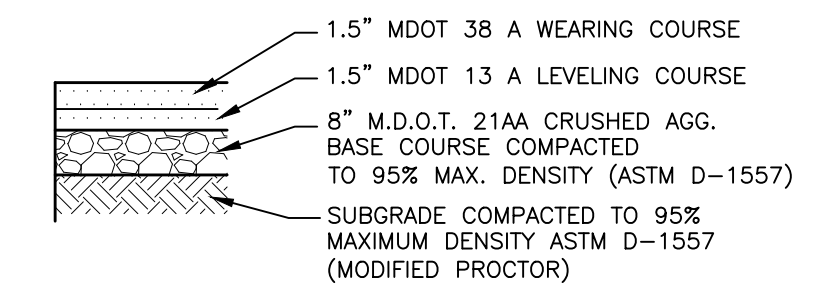 1.5” MDOT 38 A WEARING COURSE
1.5” MDOT 13 A LEVELING COURSE
8” M.D.O.T. 21AA CRUSHED AGG.
BASE COURSE COMPACTED
TO 95% MAX. DENSITY (ASTM D-1557)
SUBGRADE COMPACTED TO 95%
MAXIMUM DENSITY ASTM D-1557
(MODIFIED PROCTOR)